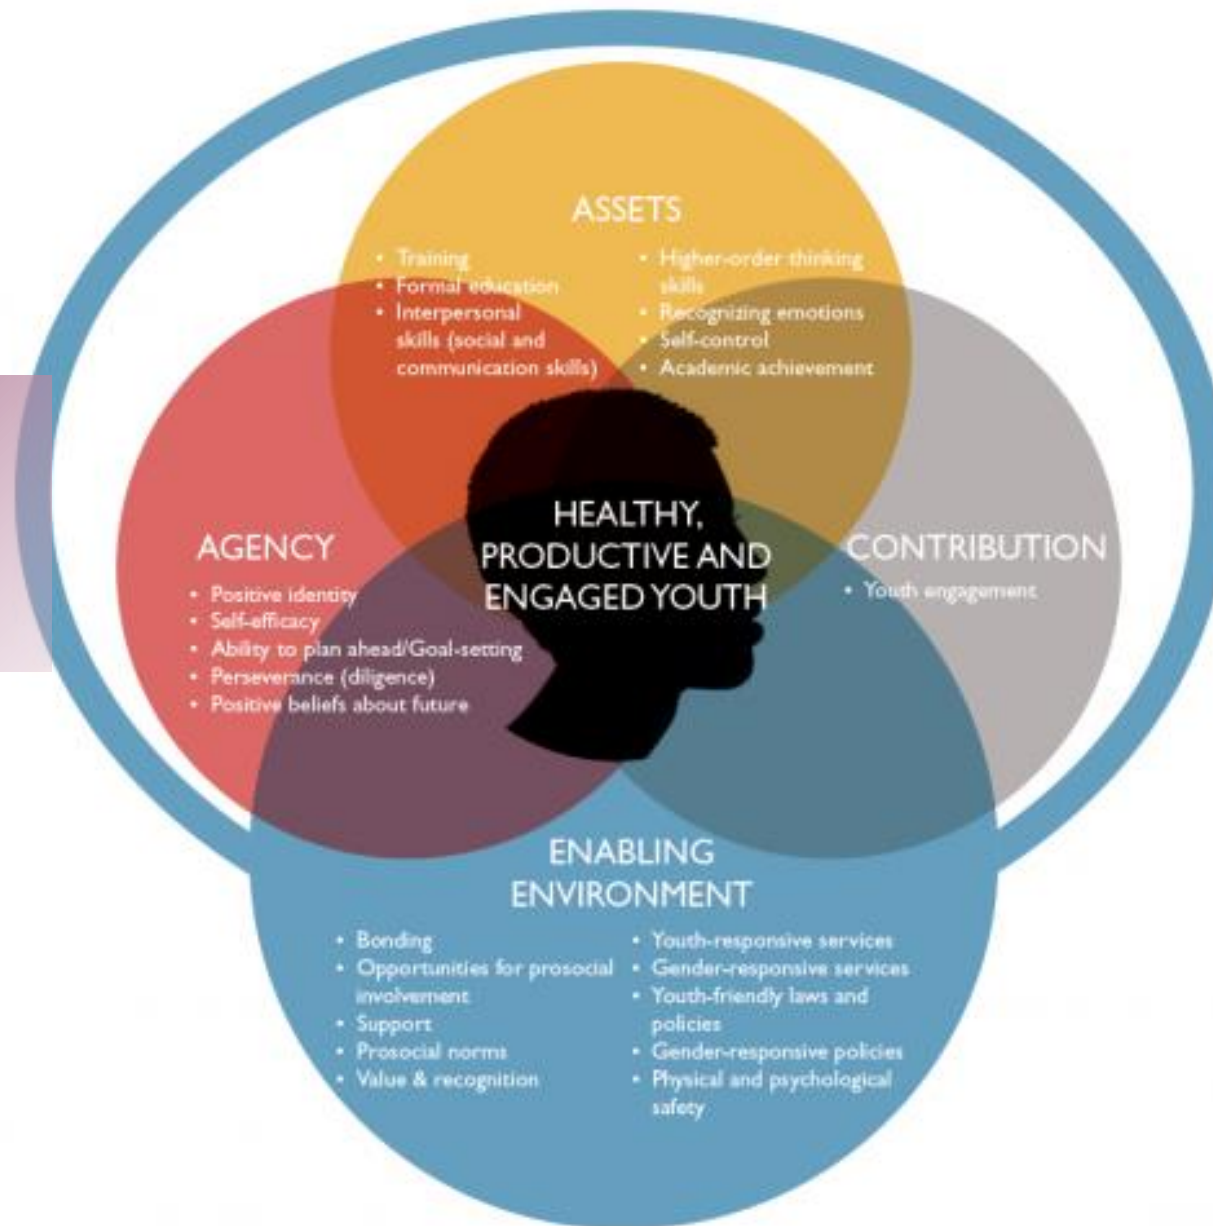 ASSETS
• Training
• Formal education
• Interpersonal
skills (social and
communication skills)
• Higher-order thinking
skills
• Recognizing emotions
• Self-control
• Academic achievement
AGENCY
• Positive identity
• Self-efficacy
• Ability to plan ahead/Goal-setting
• Perseverance (diligence)
• Positive beliefs about future
HEALTHY,
PRODUCTIVE AND
ENGAGED YOUTH
CONTRIBUTION
• Youth engagement
ENABLING
ENVIRONMENT
• Bonding
• Opportunities for prosocial
involvement
• Support
• Prosocial norms
• Value & recognition
• Youth-responsive services
• Gender-responsive services
• Youth-friendly laws and
policies
• Gender-responsive policies
• Physical and psychological
safety